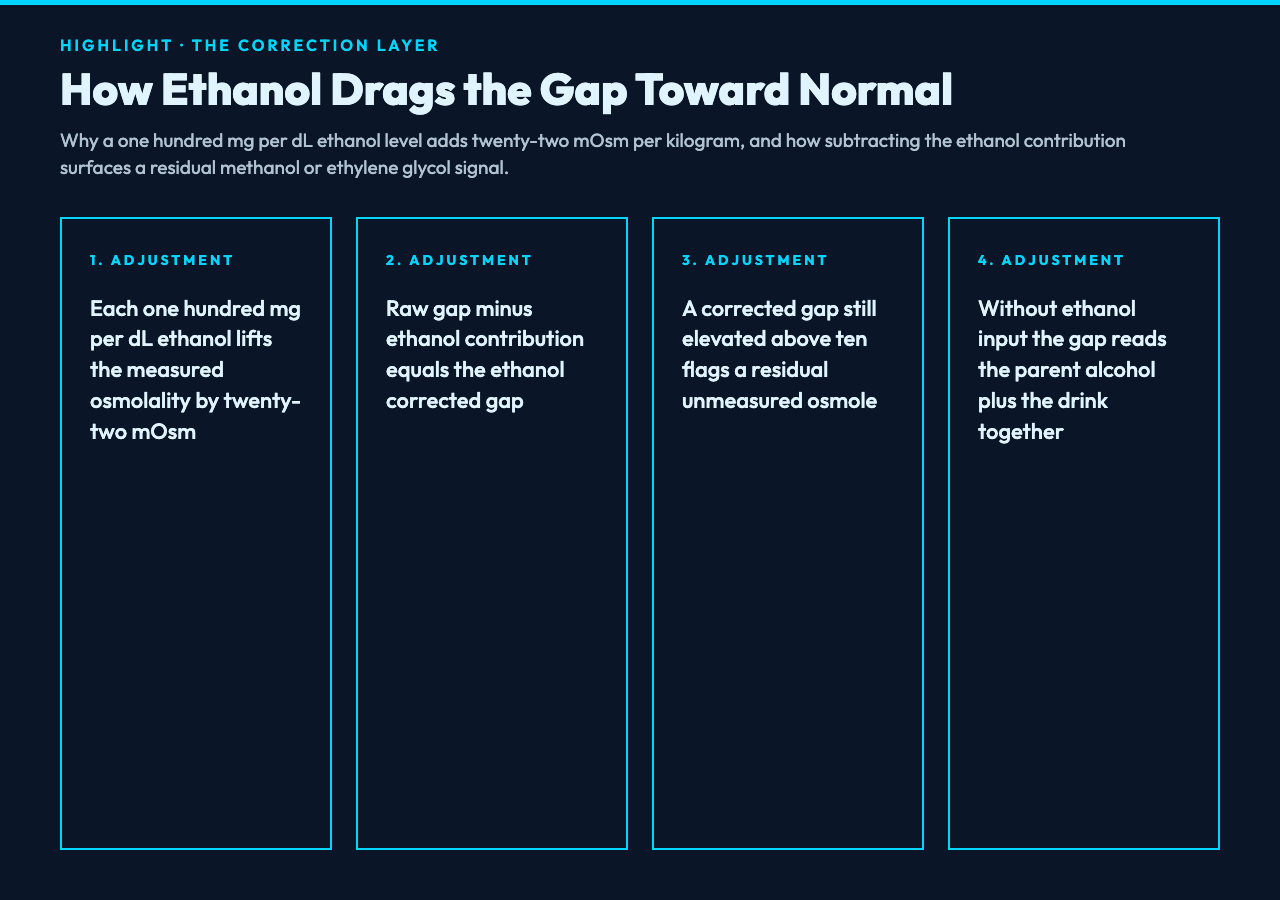 HIGHLIGHT · THE CORRECTION LAYER
How Ethanol Drags the Gap Toward Normal
Why a one hundred mg per dL ethanol level adds twenty-two mOsm per kilogram, and how subtracting the ethanol contribution
surfaces a residual methanol or ethylene glycol signal.
1. ADJUSTMENT
Each one hundred mg
per dL ethanol lifts
the measured
osmolality by twenty-
two mOsm
2. ADJUSTMENT
Raw gap minus
ethanol contribution
equals the ethanol
corrected gap
3. ADJUSTMENT
A corrected gap still
elevated above ten
flags a residual
unmeasured osmole
4. ADJUSTMENT
Without ethanol
input the gap reads
the parent alcohol
plus the drink
together